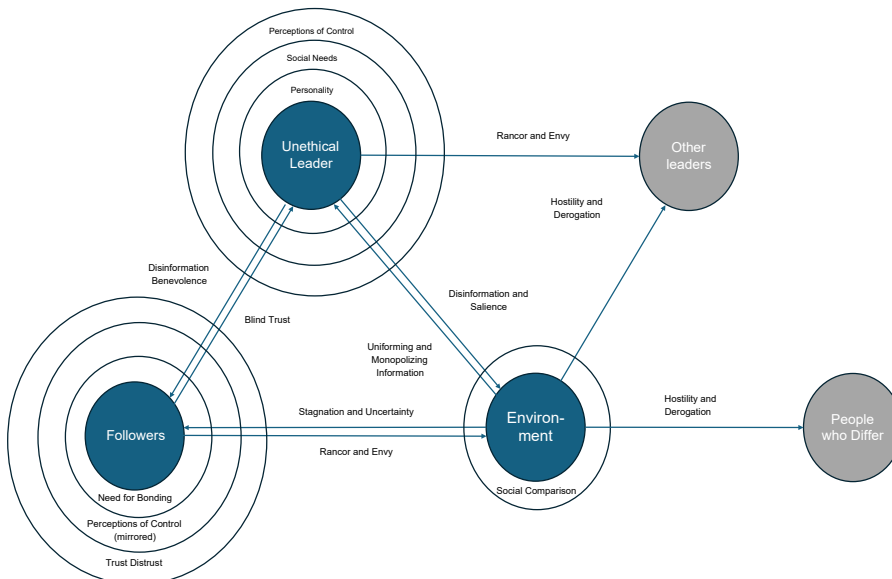 Perceptions of Control
Social Needs
Personality
Unethical
Leader
Rancor and Envy
Other
leaders
Hostility and
Derogation
Disinformation
Benevolence
Blind Trust
Disinformation and
Salience
Uniforming and
Monopolizing
Information
Stagnation and Uncertainty
Rancor and Envy
Followers
Environ-
ment
Hostility and
Derogation
People
who Differ
Need for Bonding
Social Comparison
Perceptions of Control
(mirrored)
Trust Distrust